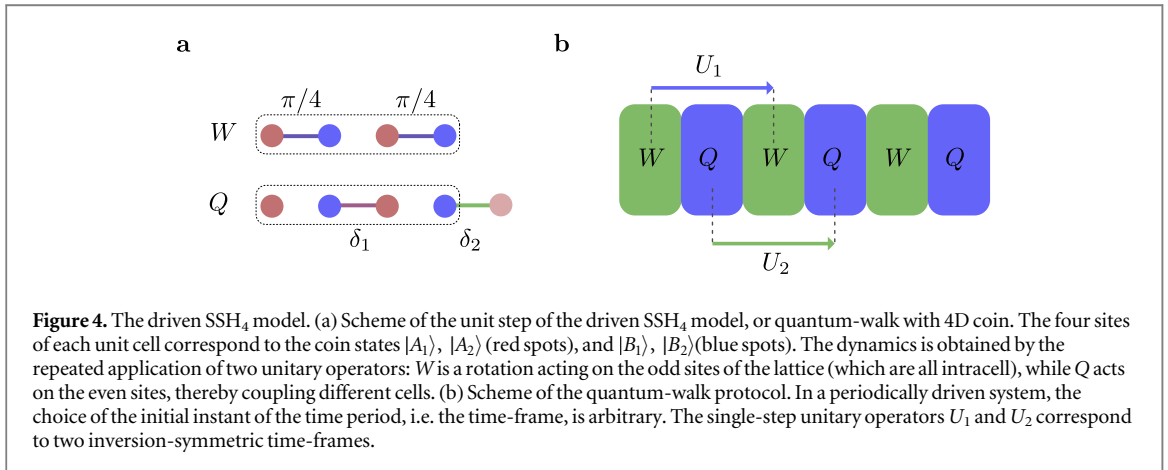 a
b
π/4 π/4
W
Q
δ₁ δ₂
U₁
W Q W Q W Q
U₂
Figure 4. The driven SSH₄ model. (a) Scheme of the unit step of the driven SSH₄ model, or quantum-walk with 4D coin. The four sites
of each unit cell correspond to the coin states |A₁⟩, |A₂⟩ (red spots), and |B₁⟩, |B₂⟩(blue spots). The dynamics is obtained by the
repeated application of two unitary operators: W is a rotation acting on the odd sites of the lattice (which are all intracell), while Q acts
on the even sites, thereby coupling different cells. (b) Scheme of the quantum-walk protocol. In a periodically driven system, the
choice of the initial instant of the time period, i.e. the time-frame, is arbitrary. The single-step unitary operators U₁ and U₂ correspond
to two inversion-symmetric time-frames.